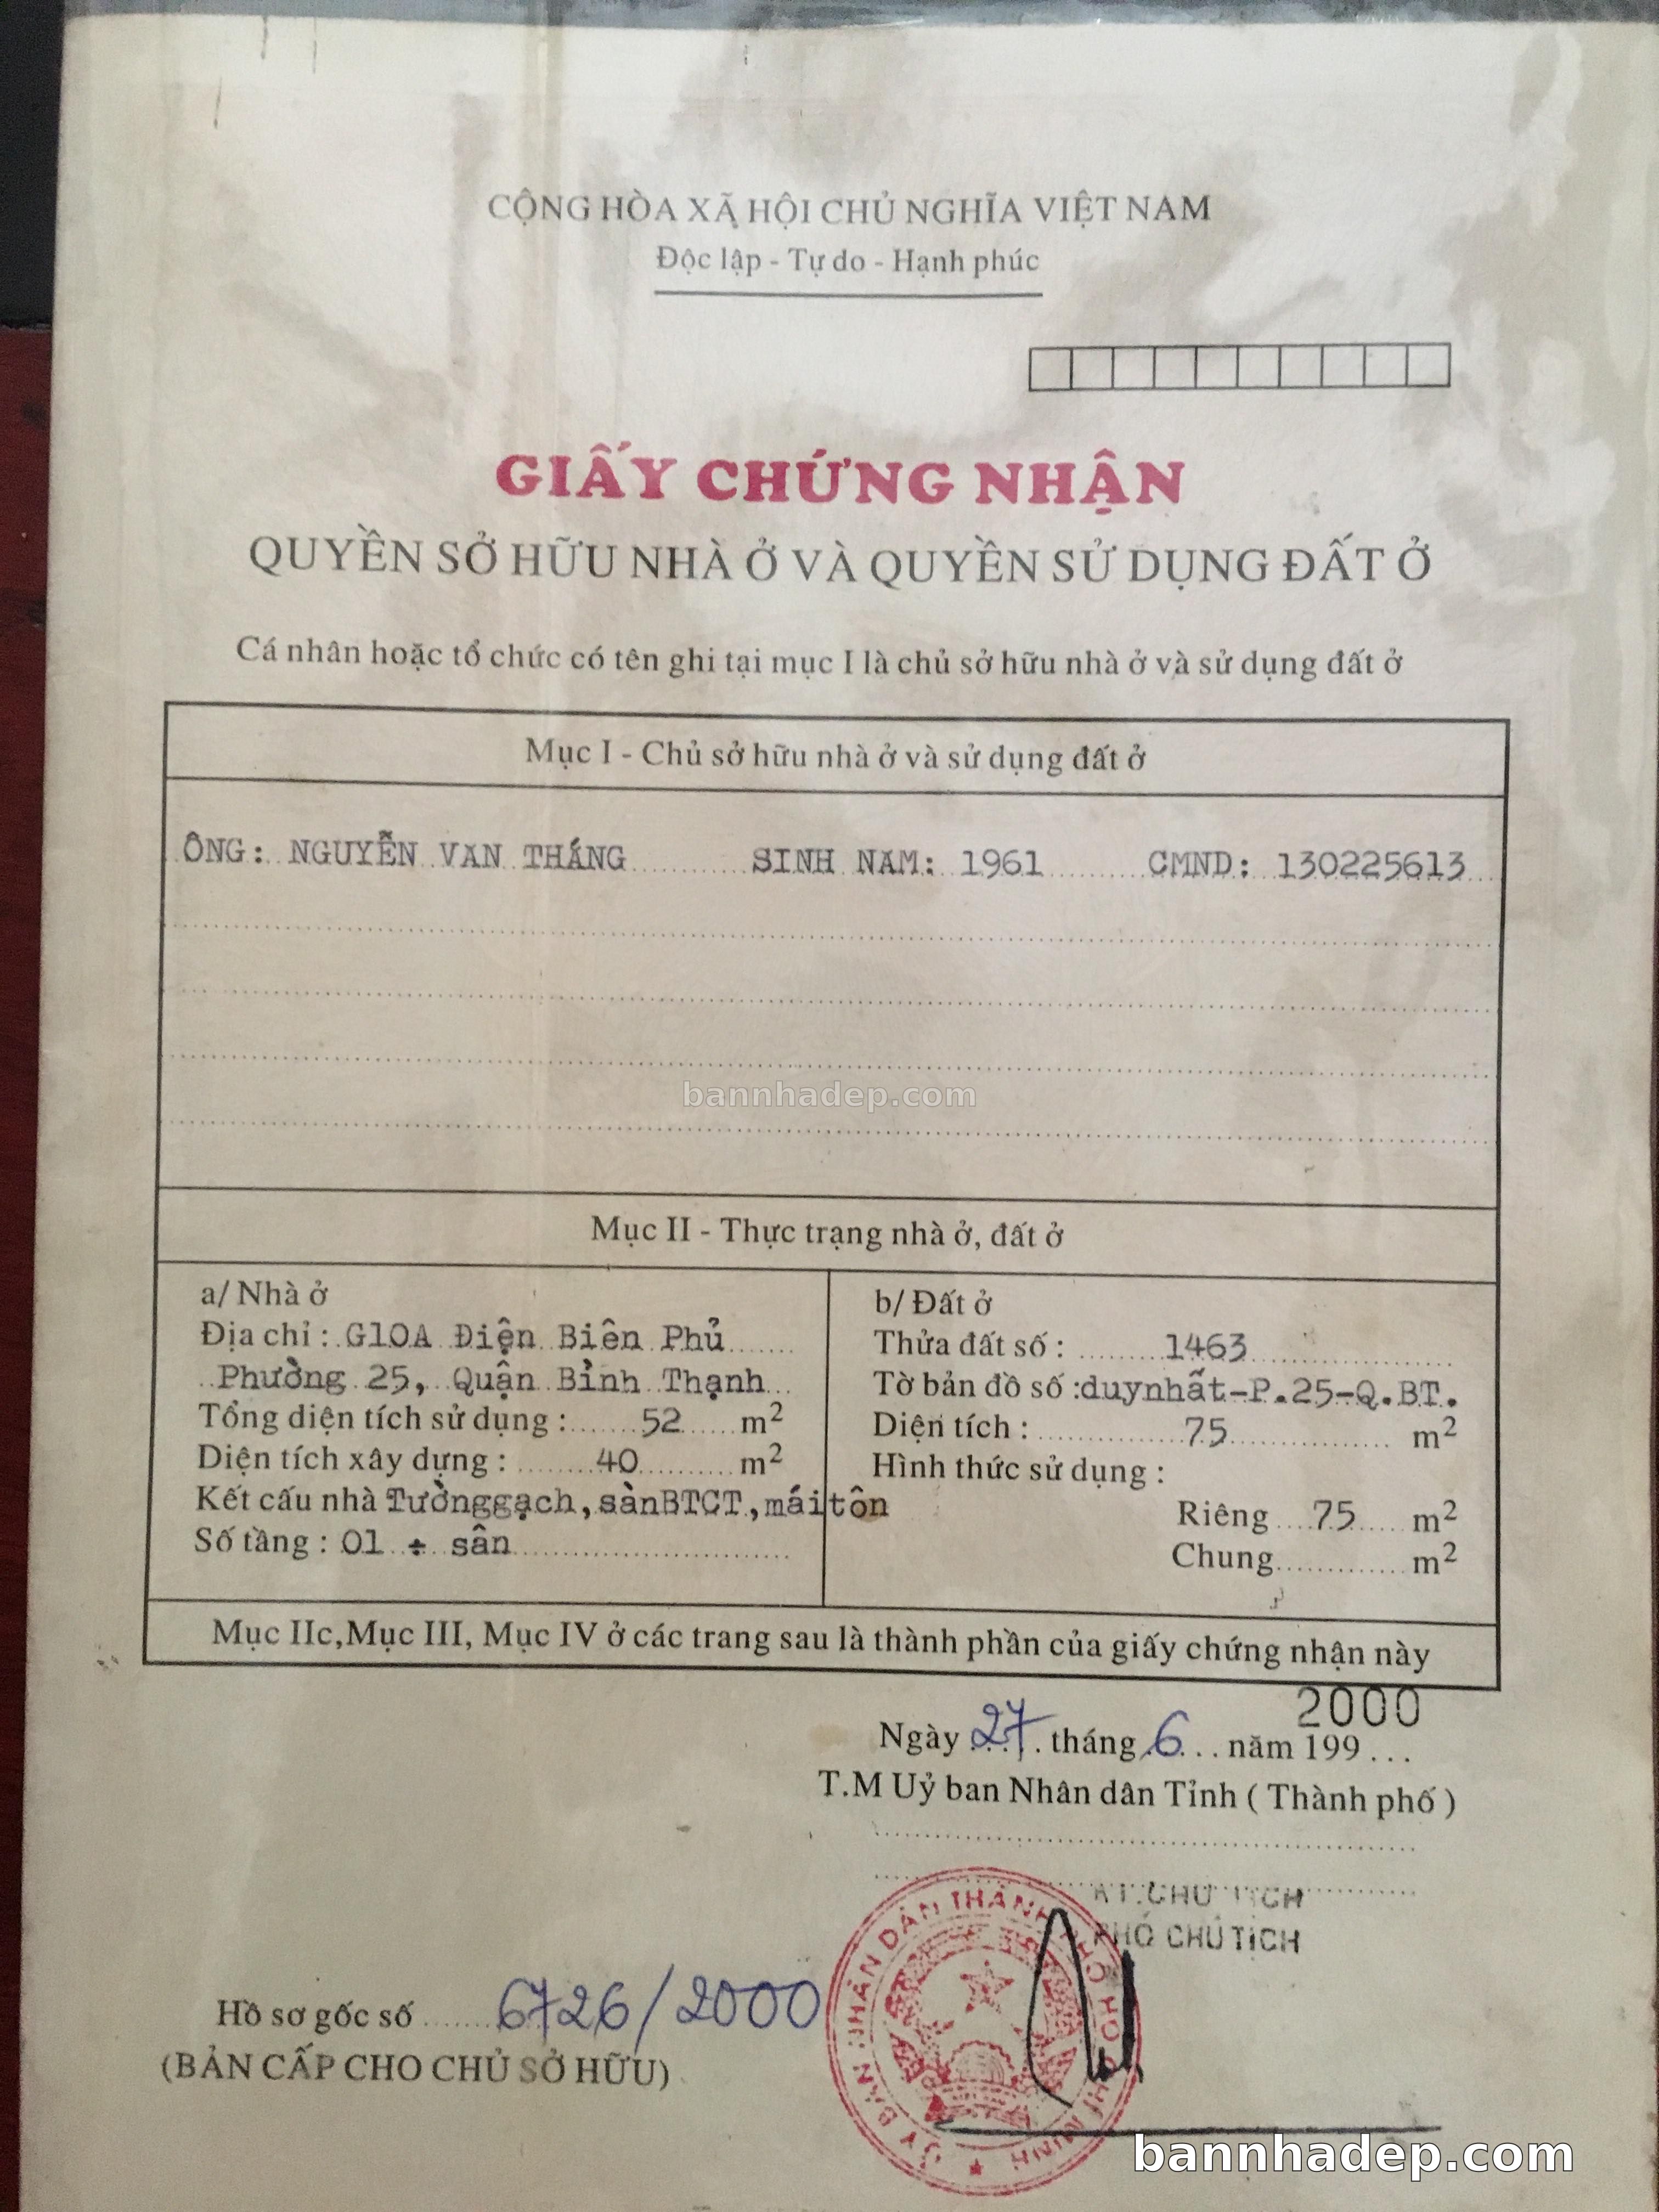 CỘNG HÒA XÃ HỘI CHỦ NGHĨA VIỆT NAM
Độc lập - Tự do - Hạnh phúc
GIẤY CHỨNG NHẬN
QUYỀN SỞ HỮU NHÀ Ở VÀ QUYỀN SỬ DỤNG ĐẤT Ở
Cá nhân hoặc tổ chức có tên ghi tại mục I là chủ sở hữu nhà ở và sử dụng đất ở
Mục I - Chủ sở hữu nhà ở và sử dụng đất ở
ÔNG: NGUYỄN VAN THÁNG SINH NAM: 1961 CMND: 130225613
bannhadep.com
Mục II - Thực trạng nhà ở, đất ở
a/ Nhà ở
Địa chỉ : G10A Điện Biên Phủ
Phường 25, Quận Bình Thạnh
Tổng diện tích sử dụng : 52 m2
Diện tích xây dựng : 40 m2
Kết cấu nhà Tườnggạch,sànBTCT,máitôn
Số tầng : 01 + sân
b/ Đất ở
Thửa đất số : 1463
Tờ bản đồ số :duynhất-P.25-Q.BT.
Diện tích : 75 m2
Hình thức sử dụng :
Riêng 75 m2
Chung m2
Mục IIc,Mục III, Mục IV ở các trang sau là thành phần của giấy chứng nhận này
2000
Ngày 27 tháng 6 năm 199 ...
T.M Uỷ ban Nhân dân Tỉnh ( Thành phố )
KT.CHỦ TỊCH
PHÓ CHỦ TỊCH
ỦY BAN NHÂN DÂN THÀNH PHỐ HỒ CHÍ MINH
Hồ sơ gốc số 6726/2000
(BẢN CẤP CHO CHỦ SỞ HỮU)
bannhadep.com